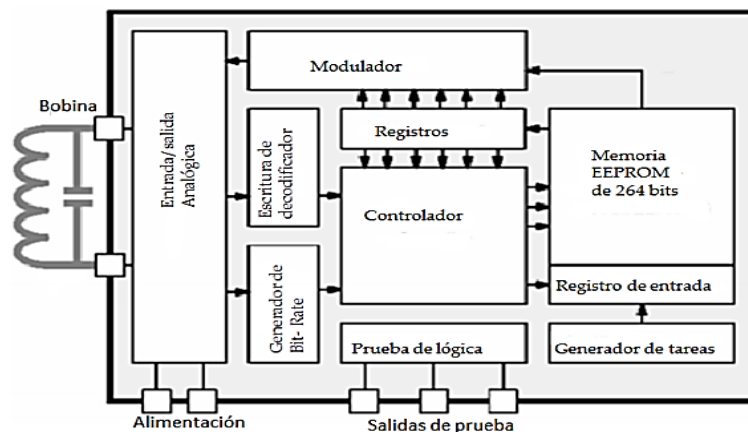 Modulador
Bobina
Entrada/salida
Analógica
Escritura de
decodificador
Registros
Memoria
EEPROM
de 264 bits
Controlador
Generador de
Bit- Rate
Registro de entrada
Prueba de lógica
Generador de tareas
Alimentación
Salidas de prueba